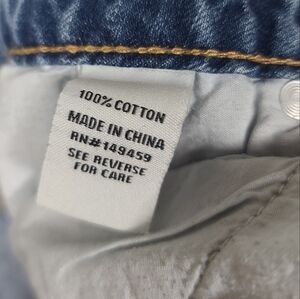 100% COTTON
MADE IN CHINA
RN#149459
SEE REVERSE
FOR CARE